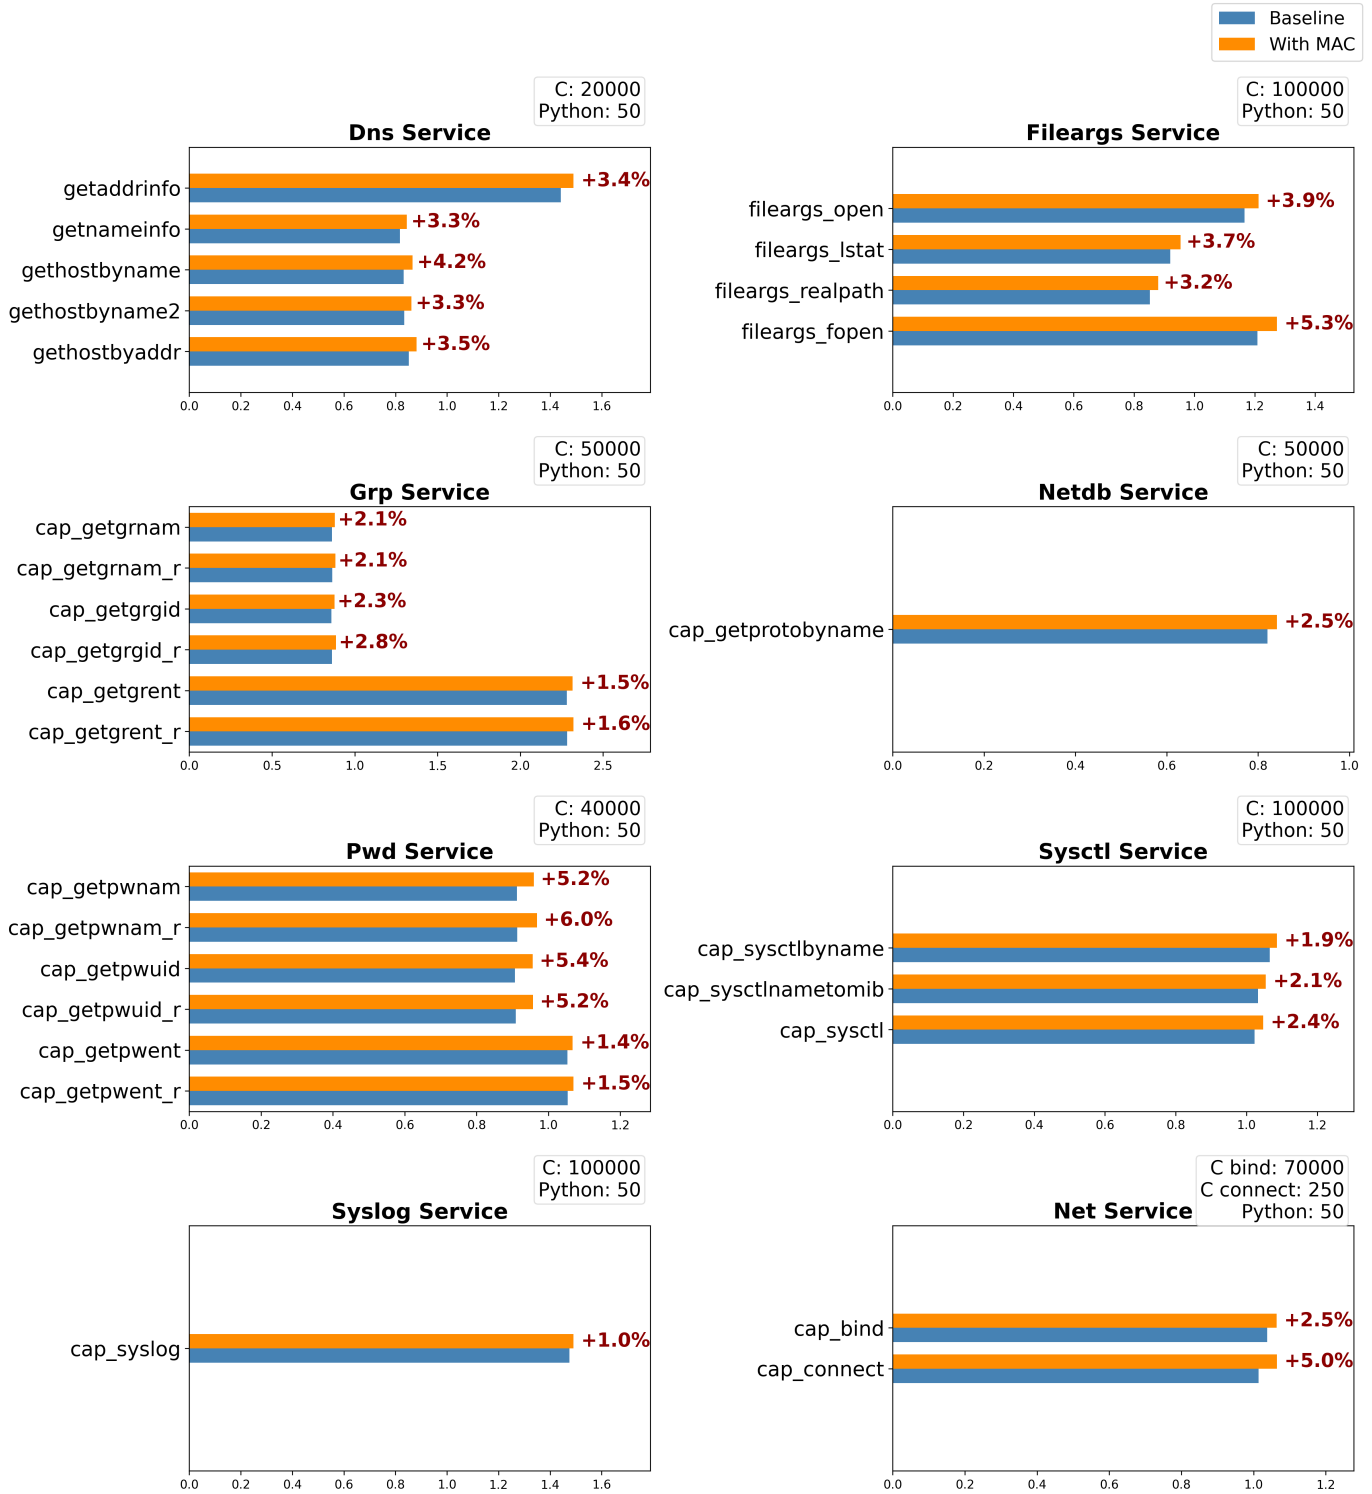 Baseline
With MAC
C: 20000
Python: 50
Dns Service
getaddrinfo
+3.4%
getnameinfo
+3.3%
gethostbyname
+4.2%
gethostbyname2
+3.3%
gethostbyaddr
+3.5%
0.0 0.2 0.4 0.6 0.8 1.0 1.2 1.4 1.6
C: 100000
Python: 50
Fileargs Service
fileargs_open
+3.9%
fileargs_lstat
+3.7%
fileargs_realpath
+3.2%
fileargs_fopen
+5.3%
0.0 0.2 0.4 0.6 0.8 1.0 1.2 1.4
C: 50000
Python: 50
Grp Service
cap_getgrnam
+2.1%
cap_getgrnam_r
+2.1%
cap_getgrgid
+2.3%
cap_getgrgid_r
+2.8%
cap_getgrent
+1.5%
cap_getgrent_r
+1.6%
0.0 0.5 1.0 1.5 2.0 2.5
C: 50000
Python: 50
Netdb Service
cap_getprotobyname
+2.5%
0.0 0.2 0.4 0.6 0.8 1.0
C: 40000
Python: 50
Pwd Service
cap_getpwnam
+5.2%
cap_getpwnam_r
+6.0%
cap_getpwuid
+5.4%
cap_getpwuid_r
+5.2%
cap_getpwent
+1.4%
cap_getpwent_r
+1.5%
0.0 0.2 0.4 0.6 0.8 1.0 1.2
C: 100000
Python: 50
Sysctl Service
cap_sysctlbyname
+1.9%
cap_sysctlnametomib
+2.1%
cap_sysctl
+2.4%
0.0 0.2 0.4 0.6 0.8 1.0 1.2
C: 100000
Python: 50
Syslog Service
cap_syslog
+1.0%
0.0 0.2 0.4 0.6 0.8 1.0 1.2 1.4 1.6
C bind: 70000
C connect: 250
Python: 50
Net Service
cap_bind
+2.5%
cap_connect
+5.0%
0.0 0.2 0.4 0.6 0.8 1.0 1.2